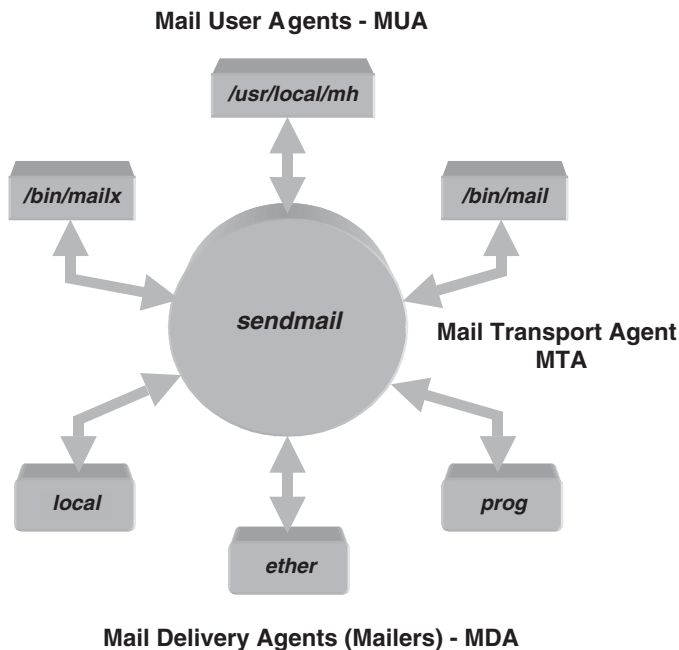 Mail User Agents - MUA
/usr/local/mh
/bin/mailx
/bin/mail
sendmail
Mail Transport Agent
MTA
local
prog
ether
Mail Delivery Agents (Mailers) - MDA